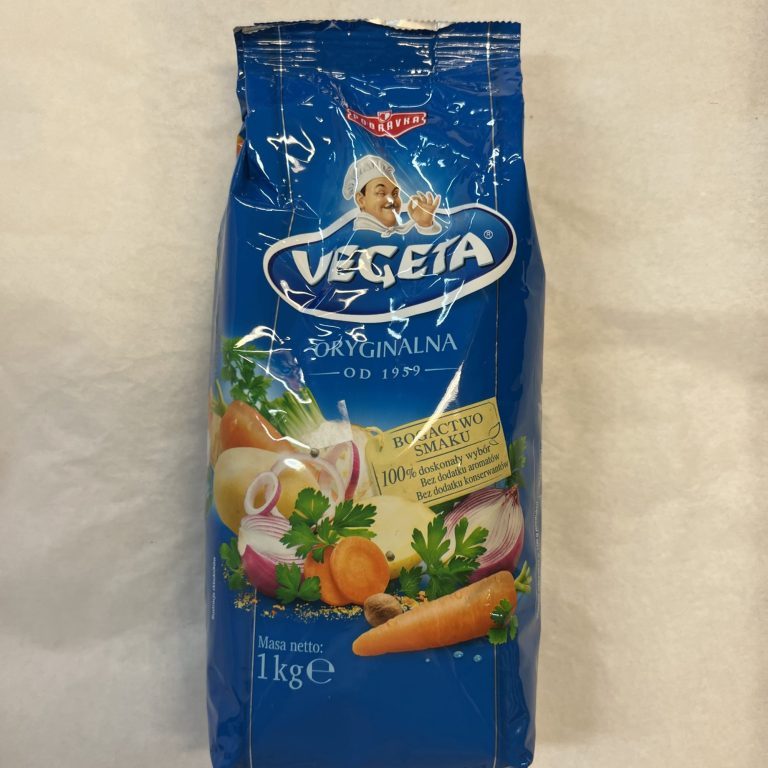 PODRAVKA
VEGETA®
ORYGINALNA
OD 1959
BOGACTWO
SMAKU
100% doskonały wybór
Bez dodatku aromatów
Bez dodatku konserwantów
Masa netto:
1kg e